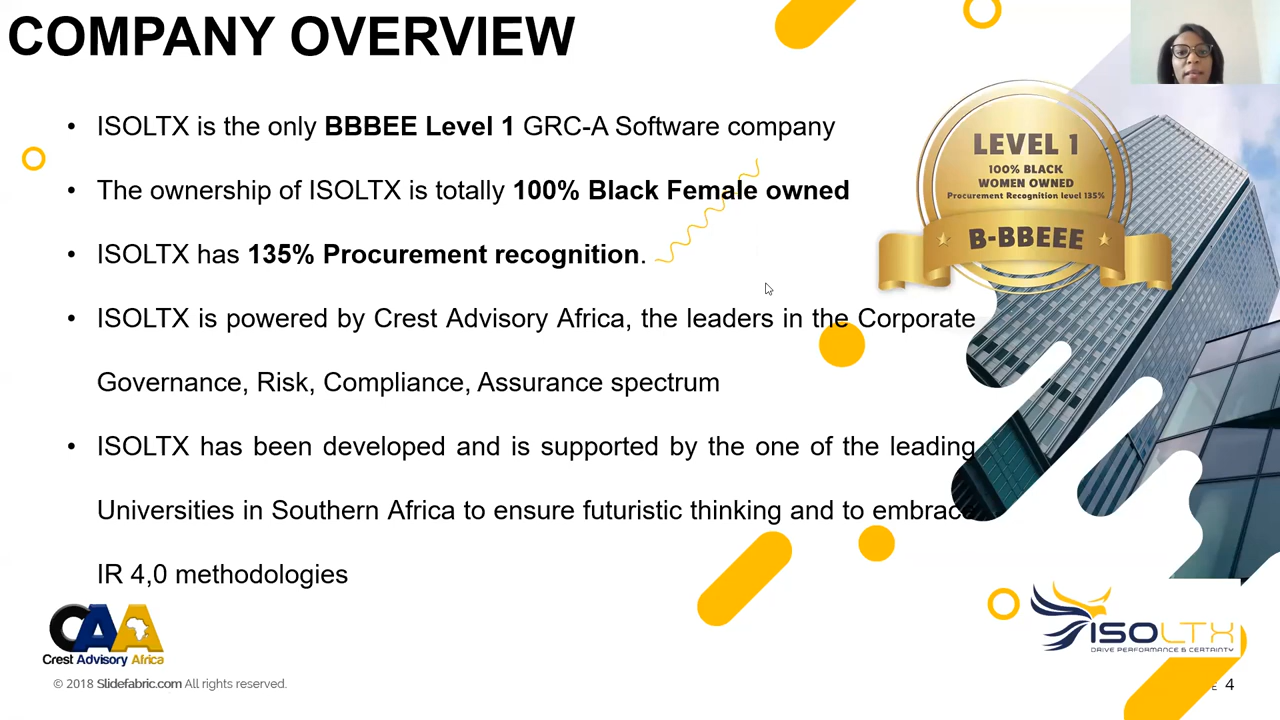 COMPANY OVERVIEW
• ISOLTX is the only BBBEE Level 1 GRC-A Software company
• The ownership of ISOLTX is totally 100% Black Female owned
• ISOLTX has 135% Procurement recognition.
• ISOLTX is powered by Crest Advisory Africa, the leaders in the Corporate
Governance, Risk, Compliance, Assurance spectrum
• ISOLTX has been developed and is supported by the one of the leading
Universities in Southern Africa to ensure futuristic thinking and to embrace
IR 4,0 methodologies
LEVEL 1
100% BLACK
WOMEN OWNED
Procurement Recognition level 135%
B-BBEEE
CAA
Crest Advisory Africa
ISOLTX
DRIVE PERFORMANCE & CERTAINTY
© 2018 Slidefabric.com All rights reserved.
4